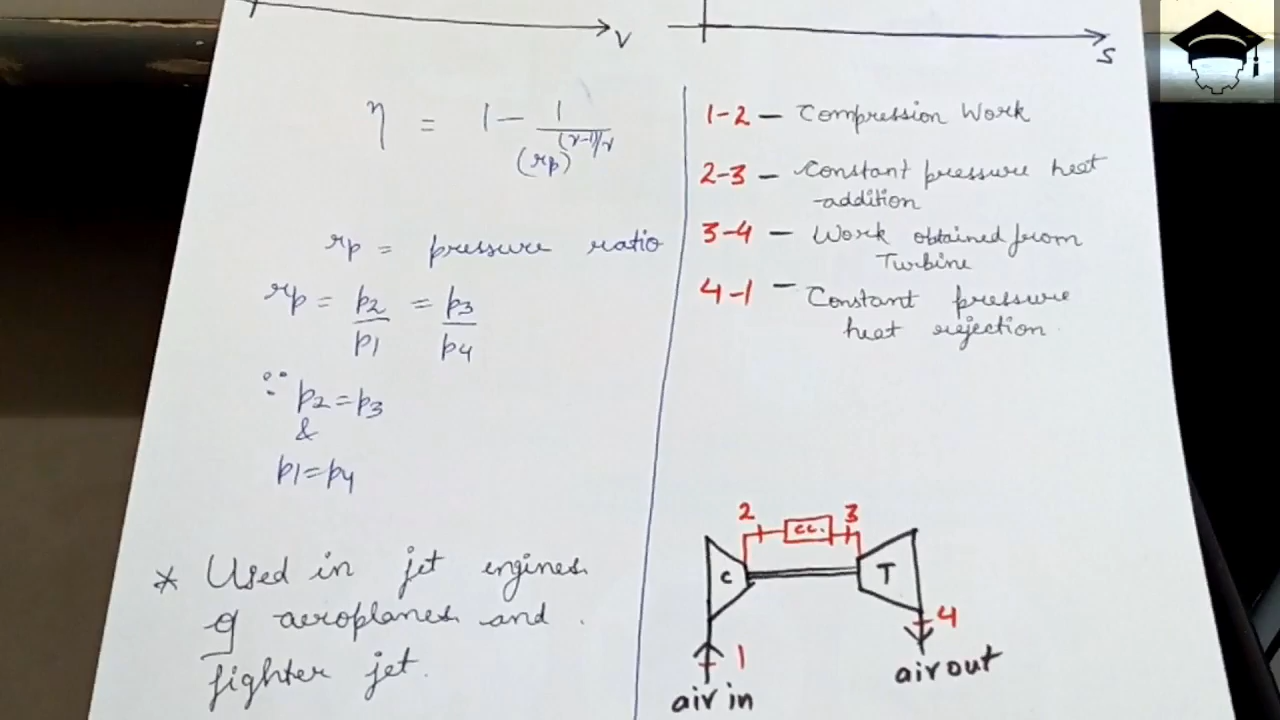 V
S
η = 1 - 1/(rp)^(γ-1)/γ
rp = pressure ratio
rp = p2/p1 = p3/p4
∵ p2 = p3
&
p1 = p4
* Used in jet engines
of aeroplanes and
fighter jet.
1-2 - Compression Work
2-3 - Constant pressure heat
-addition
3-4 - Work obtained from
Turbine
4-1 - Constant pressure
heat rejection
2 c.c. 3
C T
1 4
air in air out